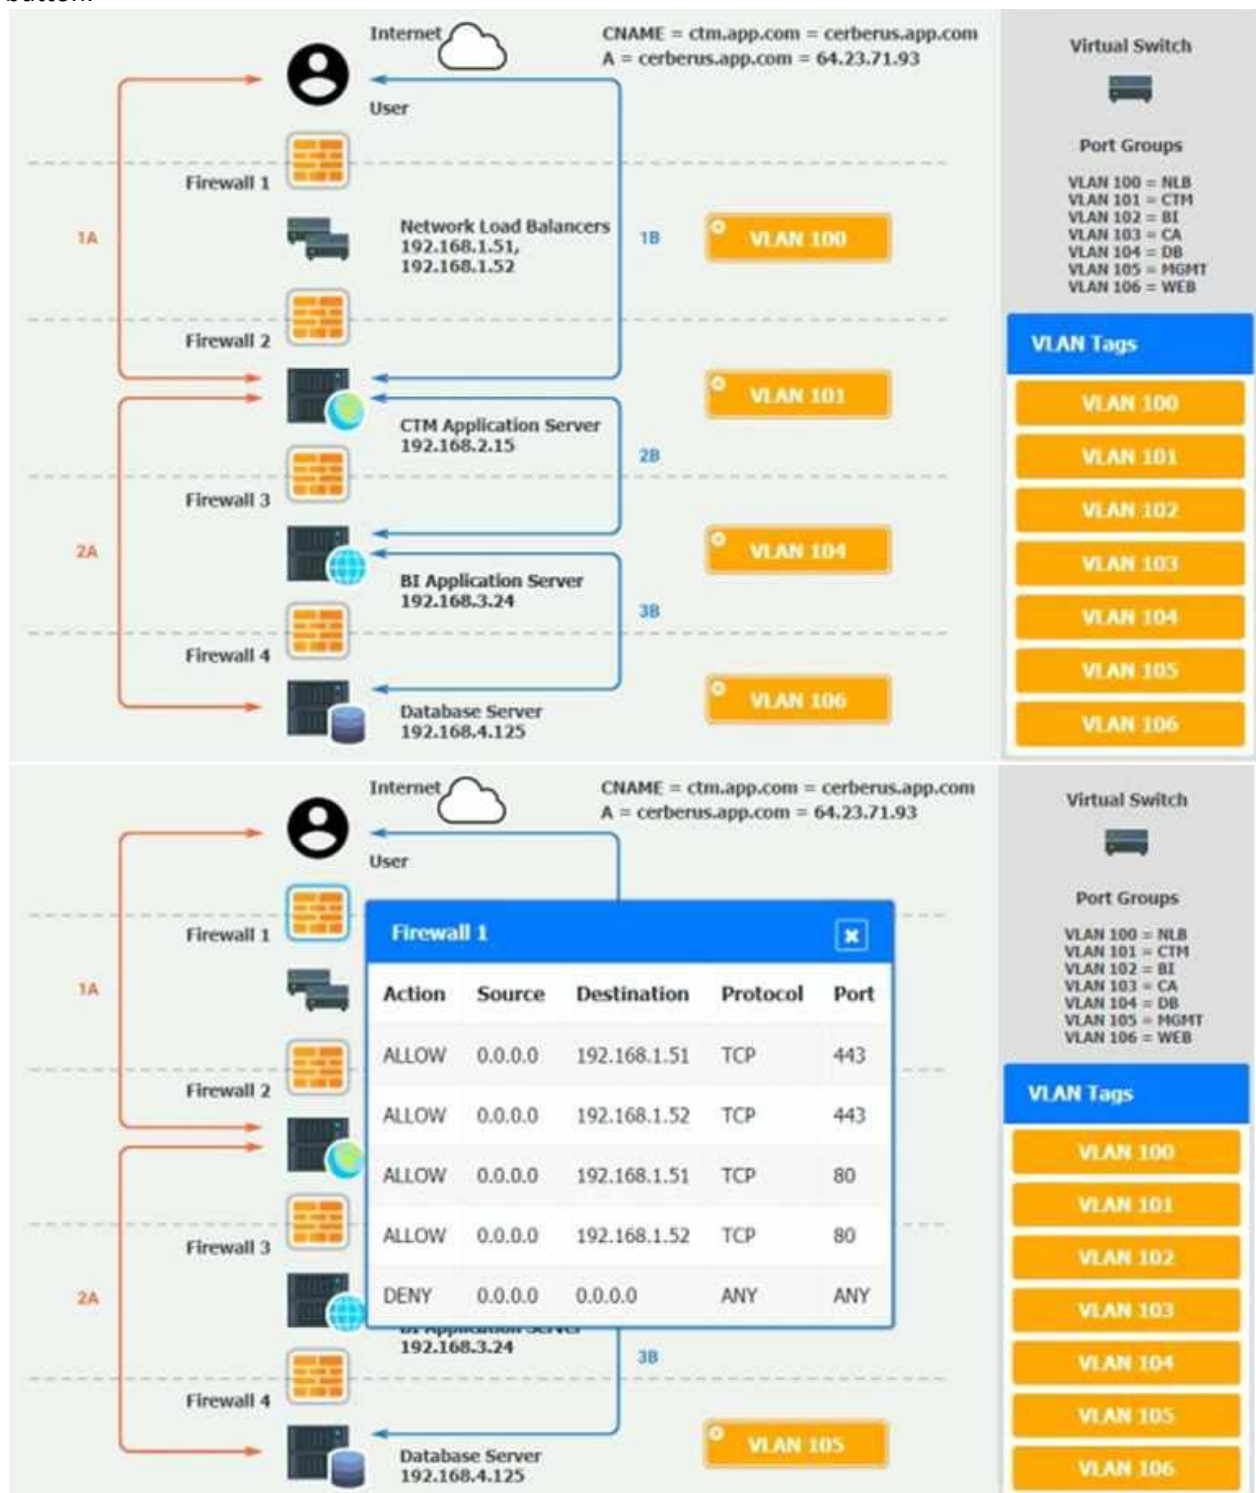 Internet
CNAME = ctm.app.com = cerberus.app.com
A = cerberus.app.com = 64.23.71.93
User
Firewall 1
1A
Network Load Balancers
192.168.1.51,
192.168.1.52
1B
VLAN 100
Firewall 2
CTM Application Server
192.168.2.15
VLAN 101
2B
Firewall 3
2A
BI Application Server
192.168.3.24
VLAN 104
3B
Firewall 4
Database Server
192.168.4.125
VLAN 106
Virtual Switch
Port Groups
VLAN 100 = NLB
VLAN 101 = CTM
VLAN 102 = BI
VLAN 103 = CA
VLAN 104 = DB
VLAN 105 = MGMT
VLAN 106 = WEB
VLAN Tags
VLAN 100
VLAN 101
VLAN 102
VLAN 103
VLAN 104
VLAN 105
VLAN 106
Internet
CNAME = ctm.app.com = cerberus.app.com
A = cerberus.app.com = 64.23.71.93
User
Firewall 1
1A
Firewall 2
Firewall 3
2A
Firewall 1
Action Source Destination Protocol Port
ALLOW 0.0.0.0 192.168.1.51 TCP 443
ALLOW 0.0.0.0 192.168.1.52 TCP 443
ALLOW 0.0.0.0 192.168.1.51 TCP 80
ALLOW 0.0.0.0 192.168.1.52 TCP 80
DENY 0.0.0.0 0.0.0.0 ANY ANY
BI Application Server
192.168.3.24
3B
Firewall 4
Database Server
192.168.4.125
VLAN 105
Virtual Switch
Port Groups
VLAN 100 = NLB
VLAN 101 = CTM
VLAN 102 = BI
VLAN 103 = CA
VLAN 104 = DB
VLAN 105 = MGMT
VLAN 106 = WEB
VLAN Tags
VLAN 100
VLAN 101
VLAN 102
VLAN 103
VLAN 104
VLAN 105
VLAN 106